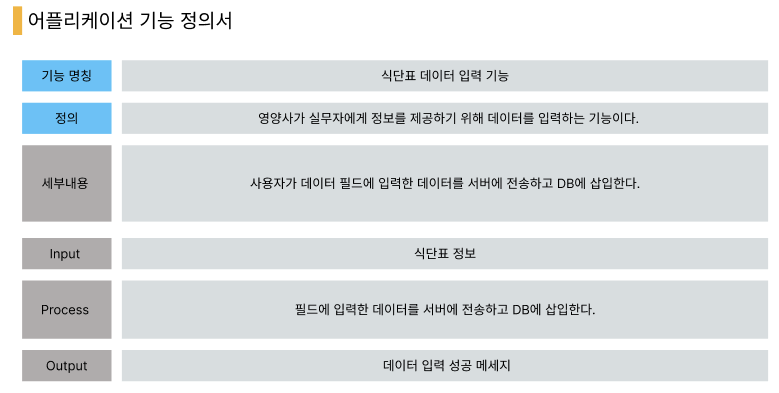 어플리케이션 기능 정의서
기능 명칭
식단표 데이터 입력 기능
정의
영양사가 실무자에게 정보를 제공하기 위해 데이터를 입력하는 기능이다.
세부내용
사용자가 데이터 필드에 입력한 데이터를 서버에 전송하고 DB에 삽입한다.
Input
식단표 정보
Process
필드에 입력한 데이터를 서버에 전송하고 DB에 삽입한다.
Output
데이터 입력 성공 메세지